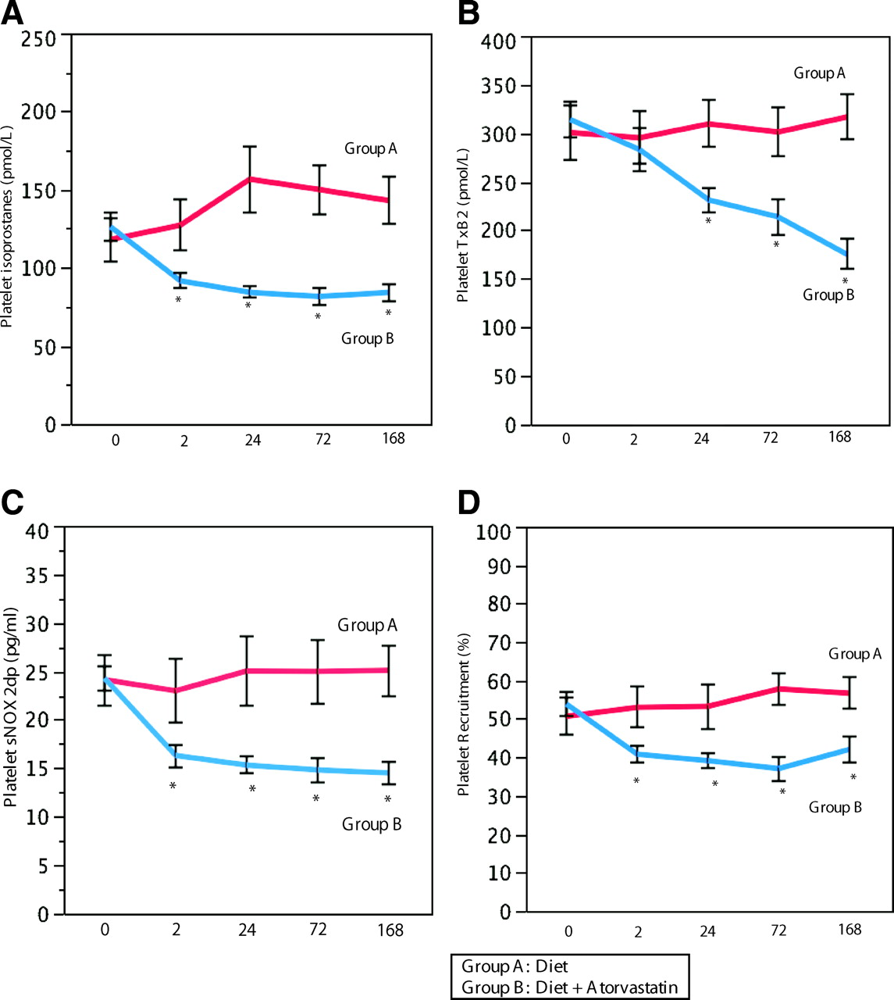 A
Platelet isoprostanes (pmol/L)
250
200
150
100
50
0
Group A
*
*
*
*
Group B
0 2 24 72 168
B
Platelet TxB2 (pmol/L)
400
350
300
250
200
150
100
50
0
Group A
*
*
*
Group B
0 2 24 72 168
C
Platelet sNOX 2dp (pg/ml)
40
35
30
25
20
15
10
5
0
Group A
*
*
*
*
Group B
0 2 24 72 168
D
Platelet Recruitment (%)
100
90
80
70
60
50
40
30
20
10
0
Group A
*
*
*
*
Group B
0 2 24 72 168
Group A: Diet
Group B: Diet + Atorvastatin